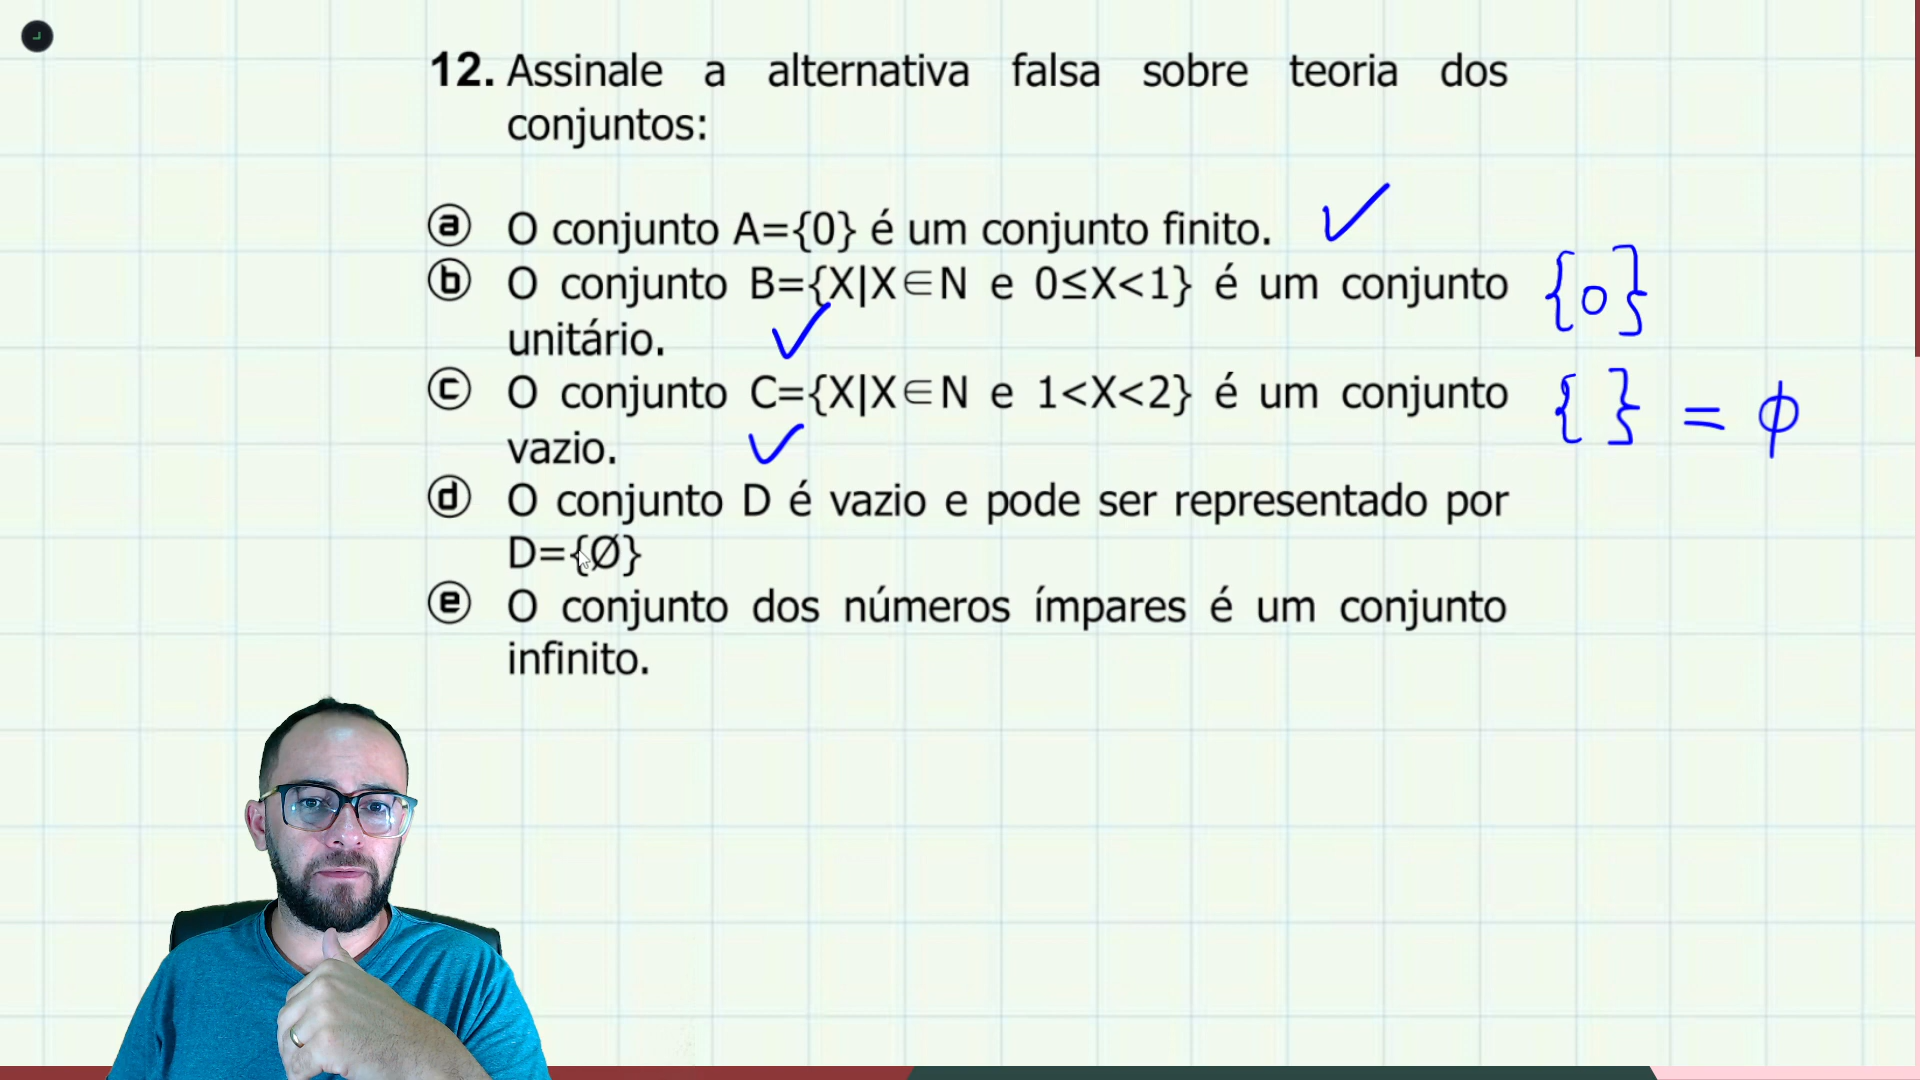 12. Assinale a alternativa falsa sobre teoria dos
conjuntos:
a O conjunto A={0} é um conjunto finito. ✓
b O conjunto B={X|X∈N e 0≤X<1} é um conjunto {0}
unitário. ✓
c O conjunto C={X|X∈N e 1<X<2} é um conjunto { } = ϕ
vazio. ✓
d O conjunto D é vazio e pode ser representado por
D={Ø}
e O conjunto dos números ímpares é um conjunto
infinito.